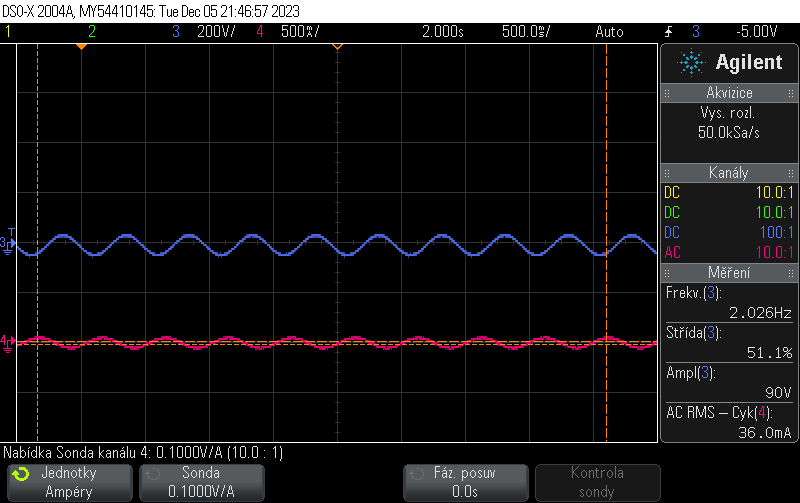 DSO-X 2004A, MY54410145: Tue Dec 05 21:46:57 2023
1 2 3 200V/ 4 500%/ 2.000s 500.0%/ Auto 3 -5.00V
Agilent
Akvizice
Vys. rozl.
50.0kSa/s
Kanály
DC 10.0:1
DC 10.0:1
DC 100:1
AC 10.0:1
Měření
Frekv.(3):
2.026Hz
Střída(3):
51.1%
Ampl(3):
90V
AC RMS – Cyk(4):
36.0mA
T
3
4
Nabídka Sonda kanálu 4: 0.1000V/A (10.0 : 1)
Jednotky
Ampéry
Sonda
0.1000V/A
Fáz. posuv
0.0s
Kontrola
sondy